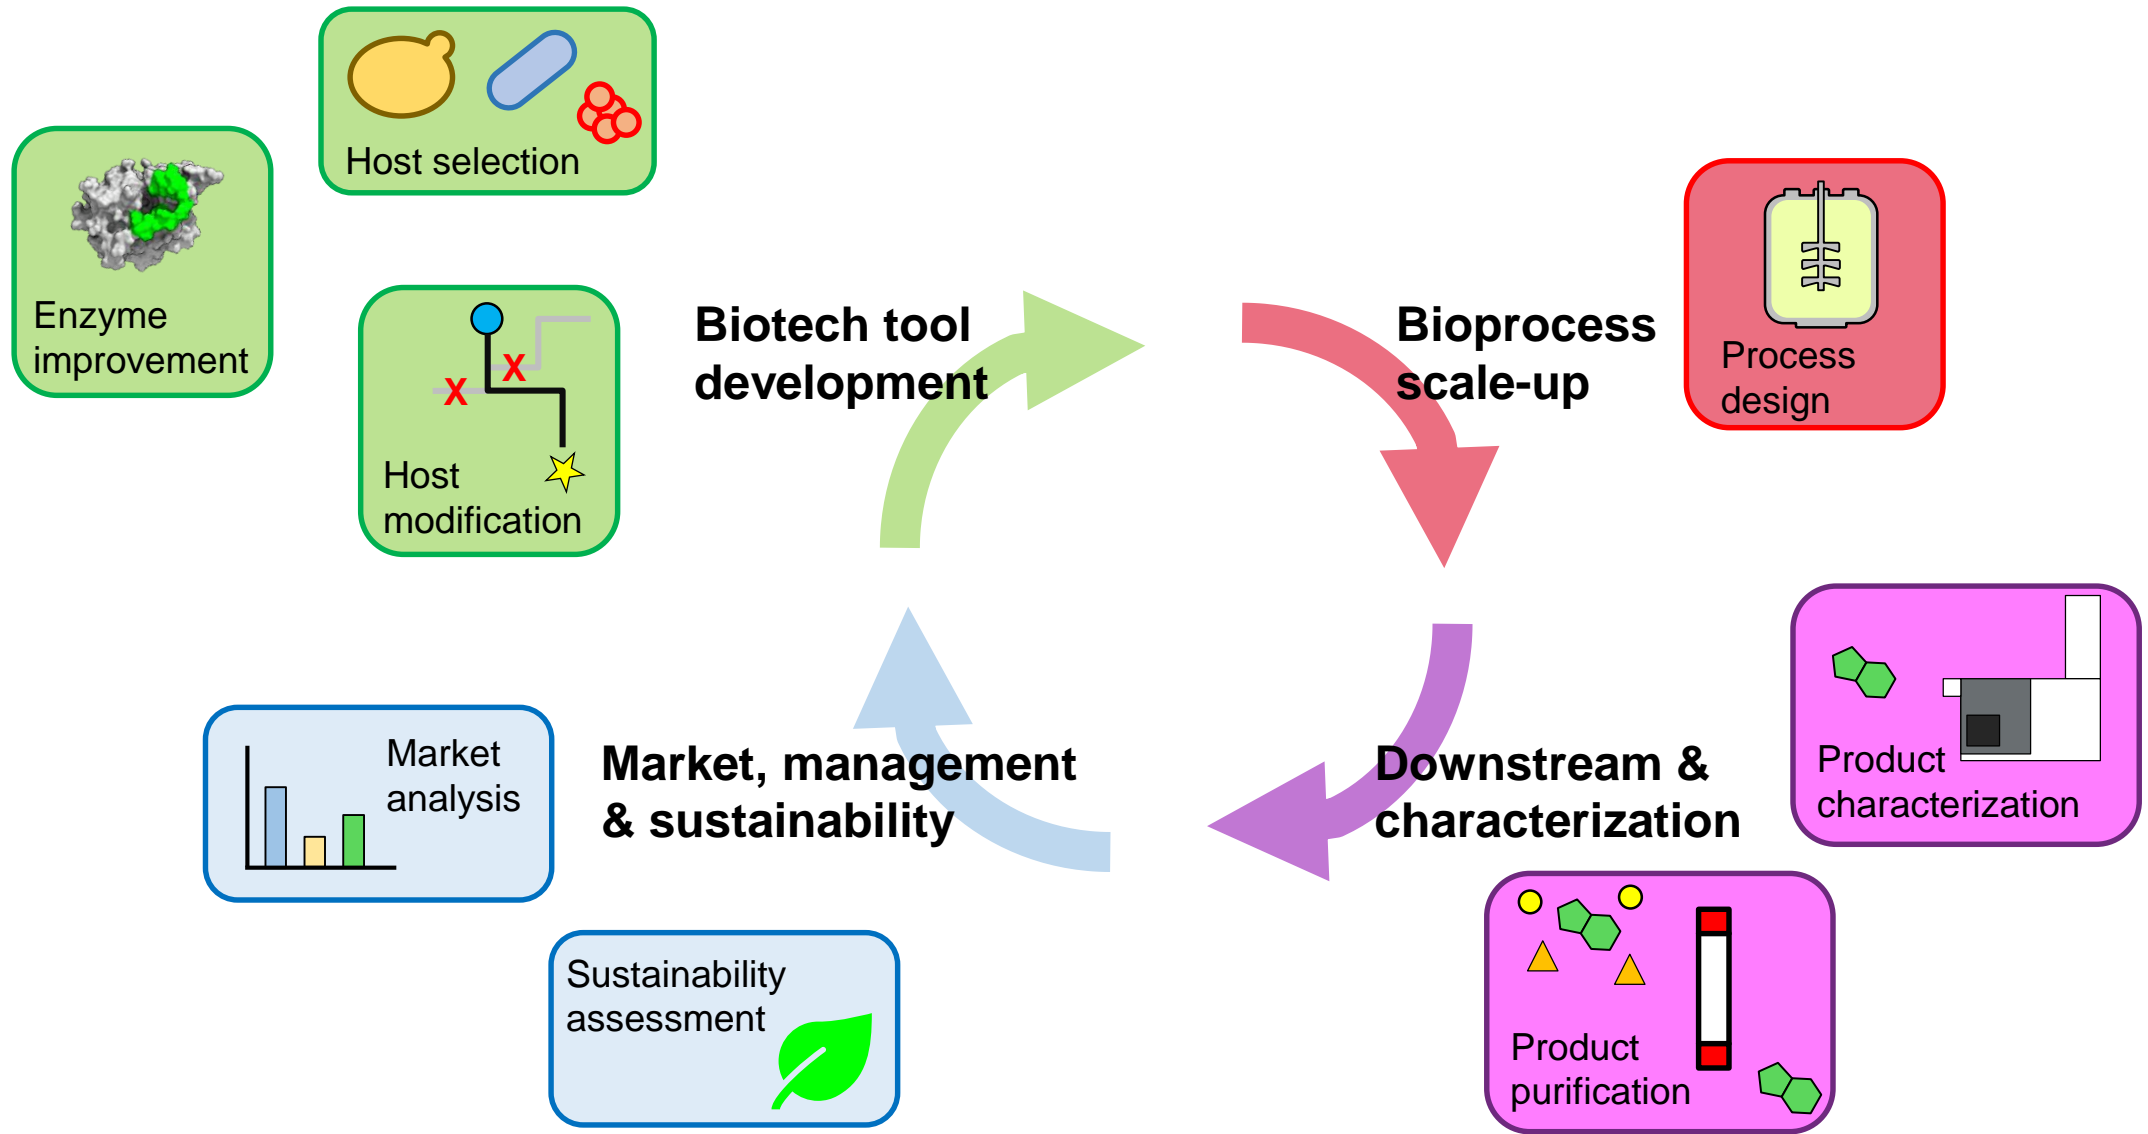 Host selection
Enzyme
improvement
X
X
Host
modification
Biotech tool
development
Bioprocess
scale-up
Process
design
Market
analysis
Market, management
& sustainability
Downstream &
characterization
Product
characterization
Sustainability
assessment
Product
purification